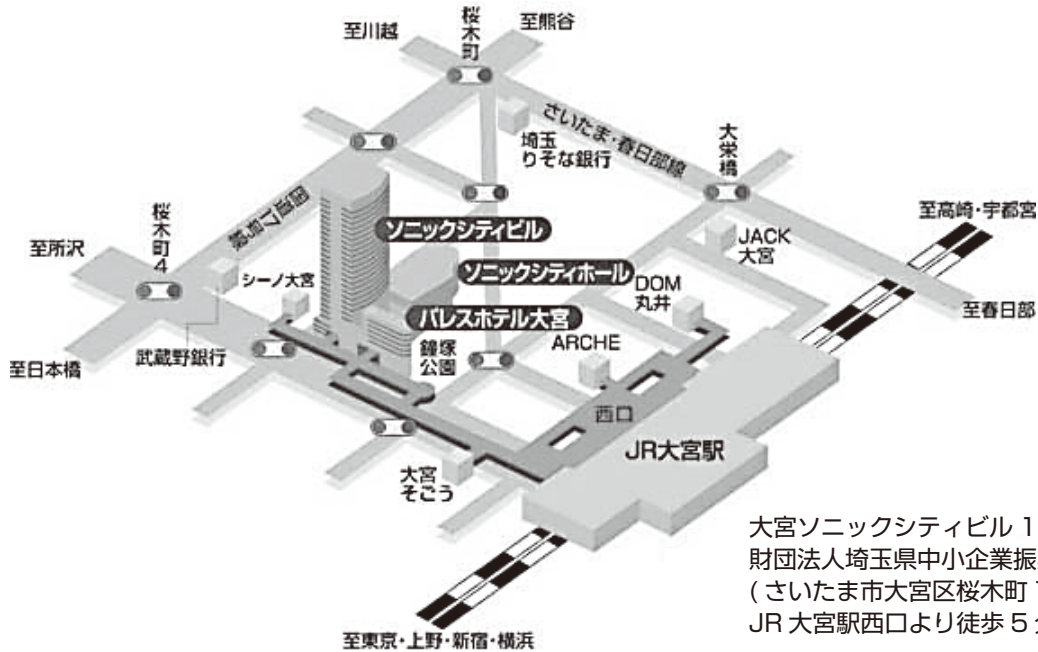 至川越
桜木町
至熊谷
さいたま・春日部線
埼玉
りそな銀行
大栄橋
国道17号線
桜木町4
至所沢
ソニックシティビル
至高崎・宇都宮
JACK
大宮
シーノ大宮
ソニックシティホール
DOM
丸井
至春日部
パレスホテル大宮
武蔵野銀行
鐘塚
公園
ARCHE
至日本橋
西口
JR大宮駅
大宮
そごう
大宮ソニックシティビル 1
財団法人埼玉県中小企業振
( さいたま市大宮区桜木町
JR 大宮駅西口より徒歩 5
至東京・上野・新宿・横浜